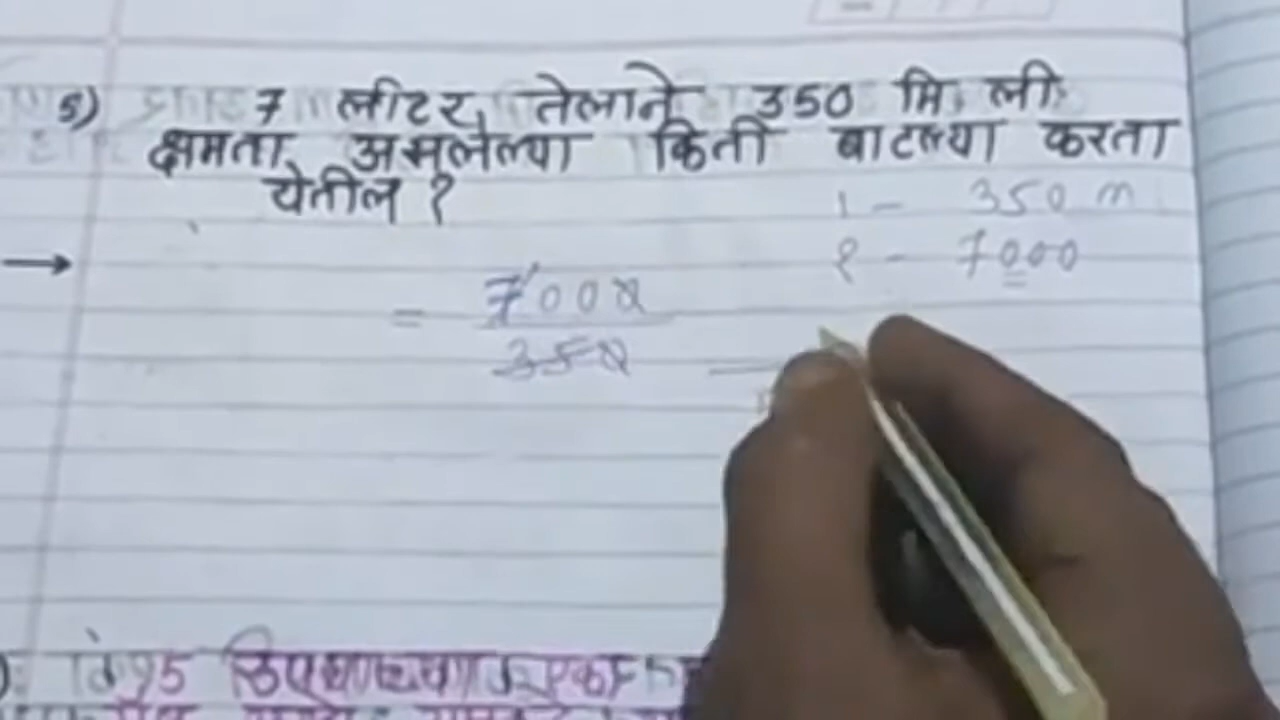 5) 7 लीटर तेलाने 350 मि. ली.
क्षमता असलेल्या किती बाटल्या करता
येतील ?
1 - 350 m
? - 7000
= 7000
350